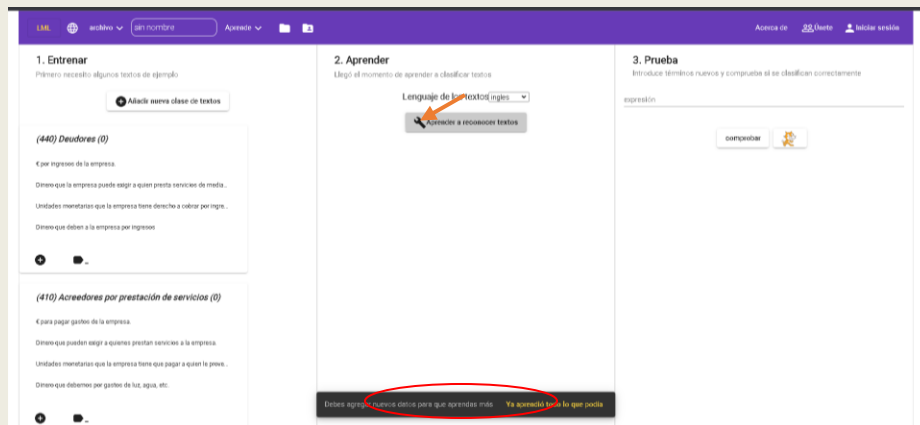 LML archivo sin nombre Aprende Acerca de Únete Iniciar sesión
1. Entrenar
Primero necesito algunos textos de ejemplo
Añadir nueva clase de textos
(440) Deudores (0)
€ por ingresos de la empresa.
Dinero que la empresa puede exigir a quien presta servicios de media..
Unidades monetarias que la empresa tiene derecho a cobrar por ingre..
Dinero que deben a la empresa por ingresos
(410) Acreedores por prestación de servicios (0)
€ para pagar gastos de la empresa.
Dinero que pueden exigir a quienes prestan servicios a la empresa.
Unidades monetarias que la empresa tiene que pagar a quien le preve..
Dinero que debemos por gastos de luz, agua, etc.
2. Aprender
Llegó el momento de aprender a clasificar textos
Lenguaje de los textos ingles
Aprender a reconocer textos
Debes agregar nuevos datos para que aprendas más Ya aprendió todo lo que podía
3. Prueba
Introduce términos nuevos y comprueba si se clasifican correctamente
expresión
comprobar